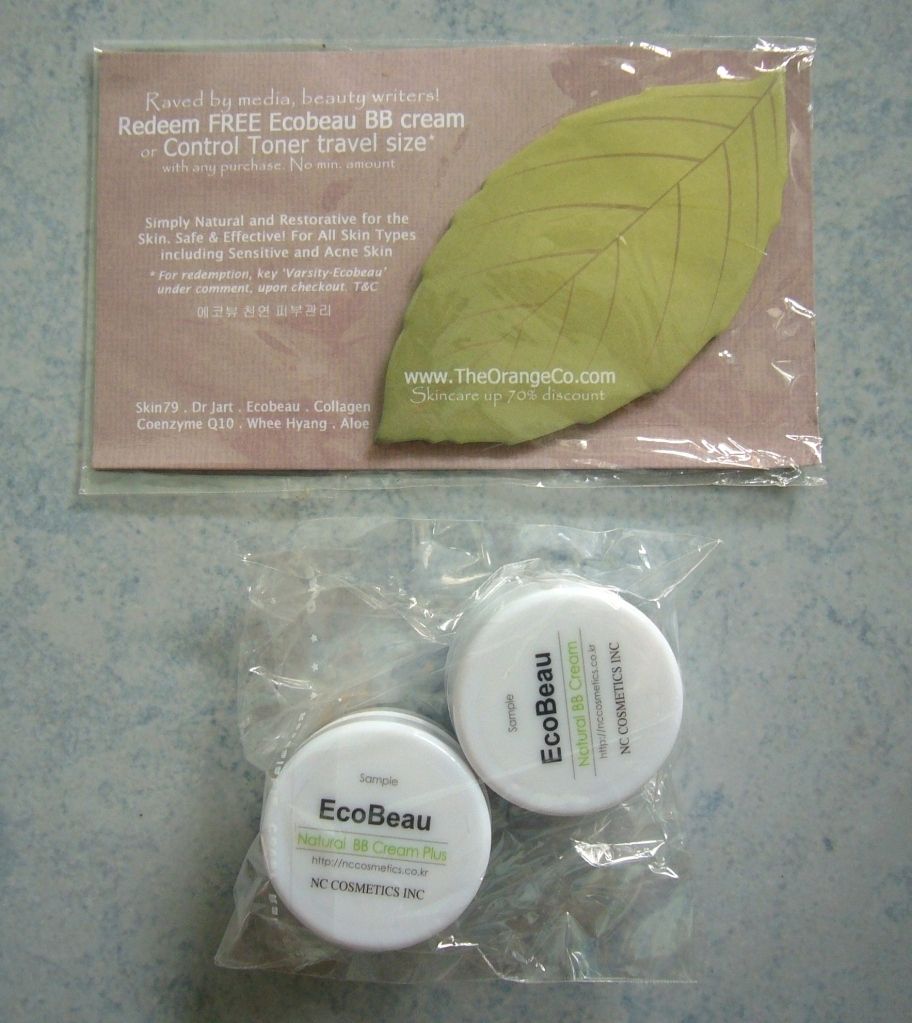 Raved by media, beauty writers!
Redeem FREE Ecobeau BB cream
or Control Toner travel size*
with any purchase. No min. amount
Simply Natural and Restorative for the
Skin. Safe & Effective! For All Skin Types
including Sensitive and Acne Skin
* For redemption, key 'Varsity-Ecobeau'
under comment, upon checkout. T&C
에코뷰 천연 피부관리
www.TheOrangeCo.com
Skincare up 70% discount
Skin79 . Dr Jart . Ecobeau . Collagen
Coenzyme Q10 . Whee Hyang . Aloe
Sample
EcoBeau
Natural BB Cream
http://nccosmetics.co.kr
NC COSMETICS INC
Sample
EcoBeau
Natural BB Cream Plus
http://nccosmetics.co.kr
NC COSMETICS INC